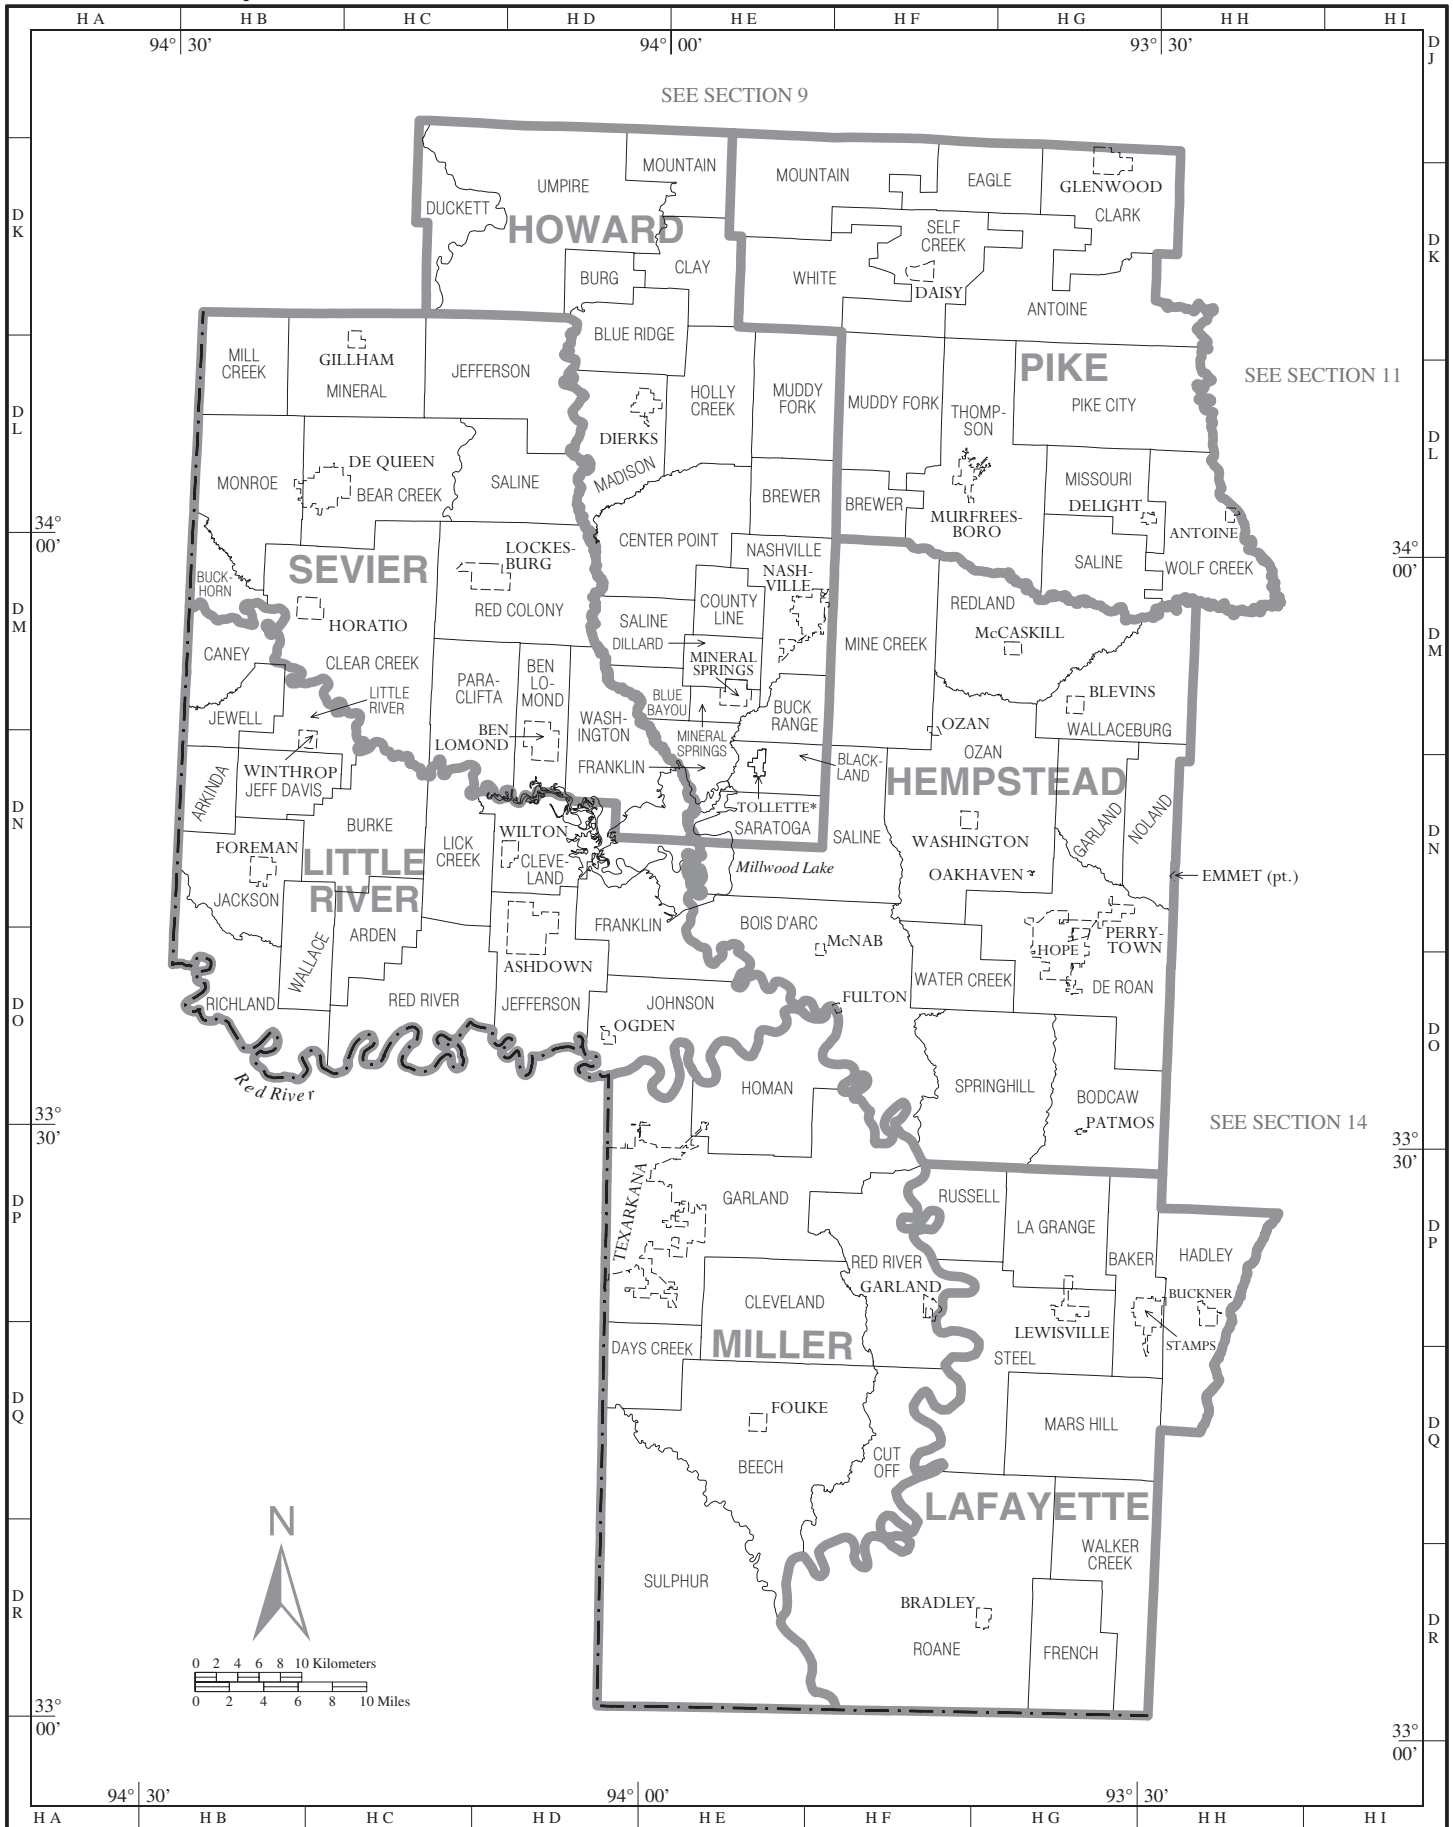 HA
HB
HC
HD
HE
HF
HG
HH
HI
94° 30’
94° 00’
93° 30’
D
J
SEE SECTION 9
MOUNTAIN
MOUNTAIN
EAGLE
GLENWOOD
UMPIRE
DUCKETT
CLARK
D
K
HOWARD
SELF
CREEK
D
K
BURG
CLAY
WHITE
DAISY
ANTOINE
BLUE RIDGE
MILL
CREEK
GILLHAM
MINERAL
JEFFERSON
PIKE
SEE SECTION 11
HOLLY
CREEK
MUDDY
FORK
MUDDY FORK
THOMP-
SON
PIKE CITY
D
L
DIERKS
D
L
DE QUEEN
MONROE
BEAR CREEK
SALINE
MADISON
BREWER
BREWER
MISSOURI
DELIGHT
MURFREES-
BORO
ANTOINE
34°
00’
CENTER POINT
NASHVILLE
SEVIER
LOCKES-
BURG
NASH-
VILLE
SALINE
WOLF CREEK
34°
00’
BUCK-
HORN
RED COLONY
COUNTY
LINE
REDLAND
D
M
HORATIO
SALINE
DILLARD
MINE CREEK
McCASKILL
D
M
CANEY
CLEAR CREEK
MINERAL
SPRINGS
PARA-
CLIFTA
BEN
LO-
MOND
LITTLE
RIVER
BLUE
BAYOU
BUCK
RANGE
BLEVINS
JEWELL
WASH-
INGTON
OZAN
WALLACEBURG
BEN
LOMOND
MINERAL
SPRINGS
OZAN
WINTHROP
JEFF DAVIS
FRANKLIN
BLACK-
LAND
HEMPSTEAD
ARKINDA
D
N
TOLLETTE*
SARATOGA
SALINE
WASHINGTON
GARLAND
NOLAND
D
N
BURKE
WILTON
FOREMAN
LITTLE
RIVER
LICK
CREEK
CLEVE-
LAND
Millwood Lake
OAKHAVEN
EMMET (pt.)
JACKSON
ARDEN
FRANKLIN
BOIS D'ARC
McNAB
PERRY-
TOWN
HOPE
WALLACE
ASHDOWN
WATER CREEK
DE ROAN
RICHLAND
RED RIVER
JEFFERSON
JOHNSON
FULTON
D
O
OGDEN
D
O
Red River
HOMAN
SPRINGHILL
BODCAW
PATMOS
SEE SECTION 14
33°
30’
33°
30’
TEXARKANA
GARLAND
RUSSELL
LA GRANGE
D
P
D
P
RED RIVER
BAKER
HADLEY
GARLAND
BUCKNER
CLEVELAND
LEWISVILLE
STAMPS
DAYS CREEK
MILLER
STEEL
D
Q
FOUKE
MARS HILL
D
Q
BEECH
CUT
OFF
LAFAYETTE
N
WALKER
CREEK
SULPHUR
D
R
BRADLEY
ROANE
FRENCH
D
R
0 2 4 6 8 10 Kilometers
0 2 4 6 8 10 Miles
33°
00’
33°
00’
94° 30’
94° 00’
93° 30’
HA
HB
HC
HD
HE
HF
HG
HH
HI